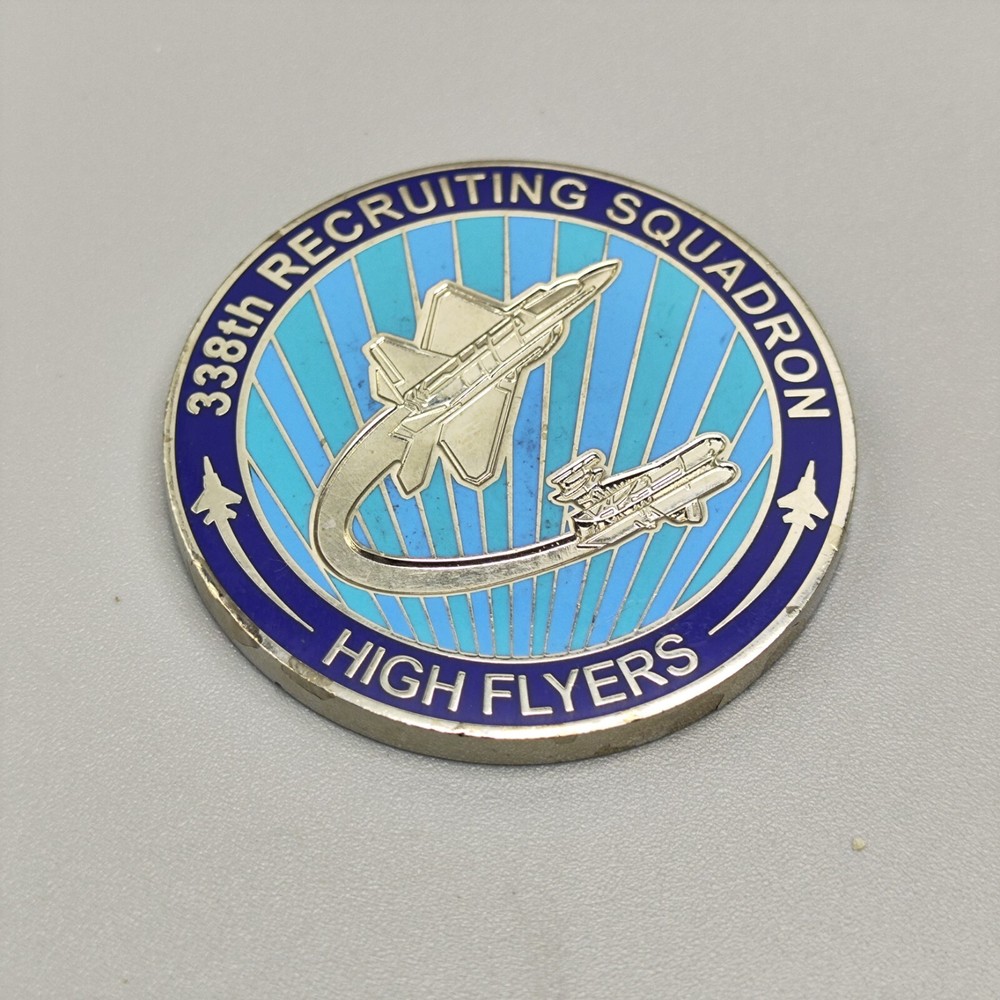 338th RECRUITING SQUADRON
HIGH FLYERS